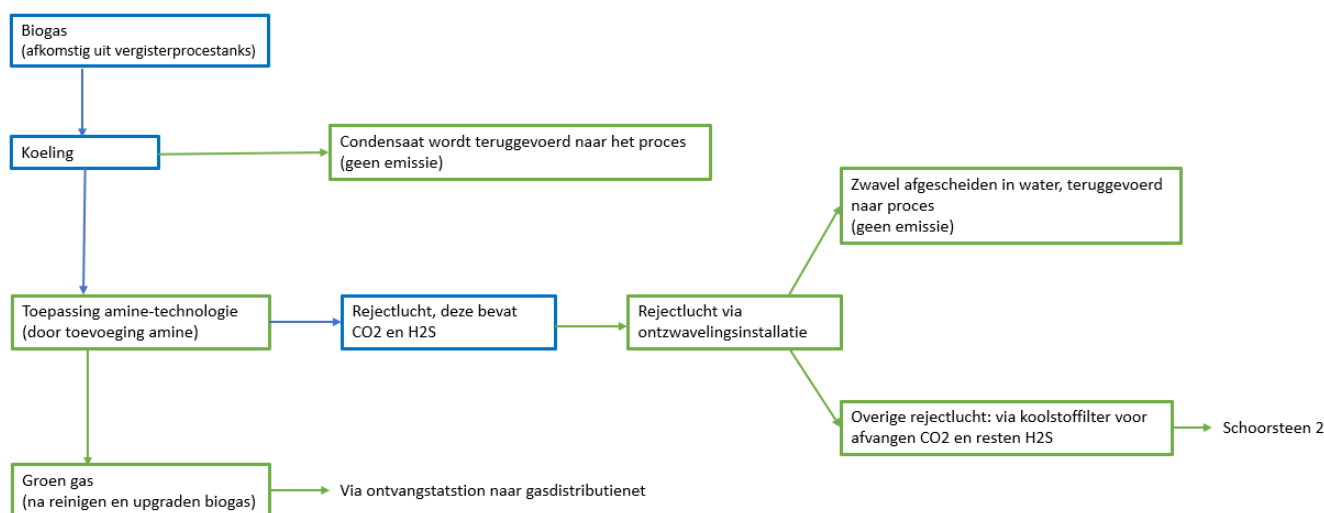 Biogas
(afkomstig uit vergisterprocestanks)
Koeling
Condensaat wordt teruggevoerd naar het proces
(geen emissie)
Zwavel afgescheiden in water, teruggevoerd
naar proces
(geen emissie)
Toepassing amine-technologie
(door toevoeging amine)
Rejectlucht, deze bevat
CO2 en H2S
Rejectlucht via
ontzwavelingsinstallatie
Overige rejectlucht: via koolstoffilter voor
afvangen CO2 en resten H2S
Schoorsteen 2
Groen gas
(na reinigen en upgraden biogas)
Via ontvangstatstion naar gasdistributienet